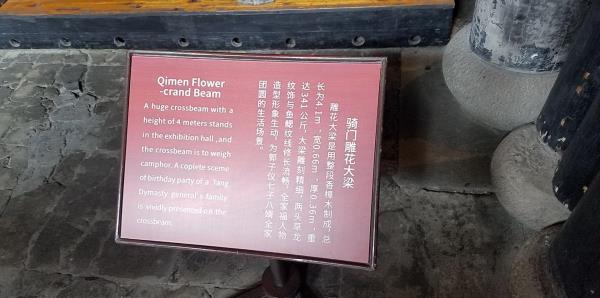 Qimen Flower
-crand Beam
A huge crossbeam with a
height of 4 meters stands
in the exhibition hall ,and
the crossbeam is to weigh
camphor. A coplete sceme
of birthday party of a Tang
Dymasty general's family
is vividly presented on the
crossbeam.
骑门雕花大梁
雕花大梁是用整段香樟木制成，总
长为4.1m，宽0.66m，厚0.36m，重
达341公斤，大梁雕刻精细，两头草龙
纹饰与鱼鳃纹线修长流畅，全家福人物
造型形象生动，为郭子仪七子八婿全家
团圆的生活场景。